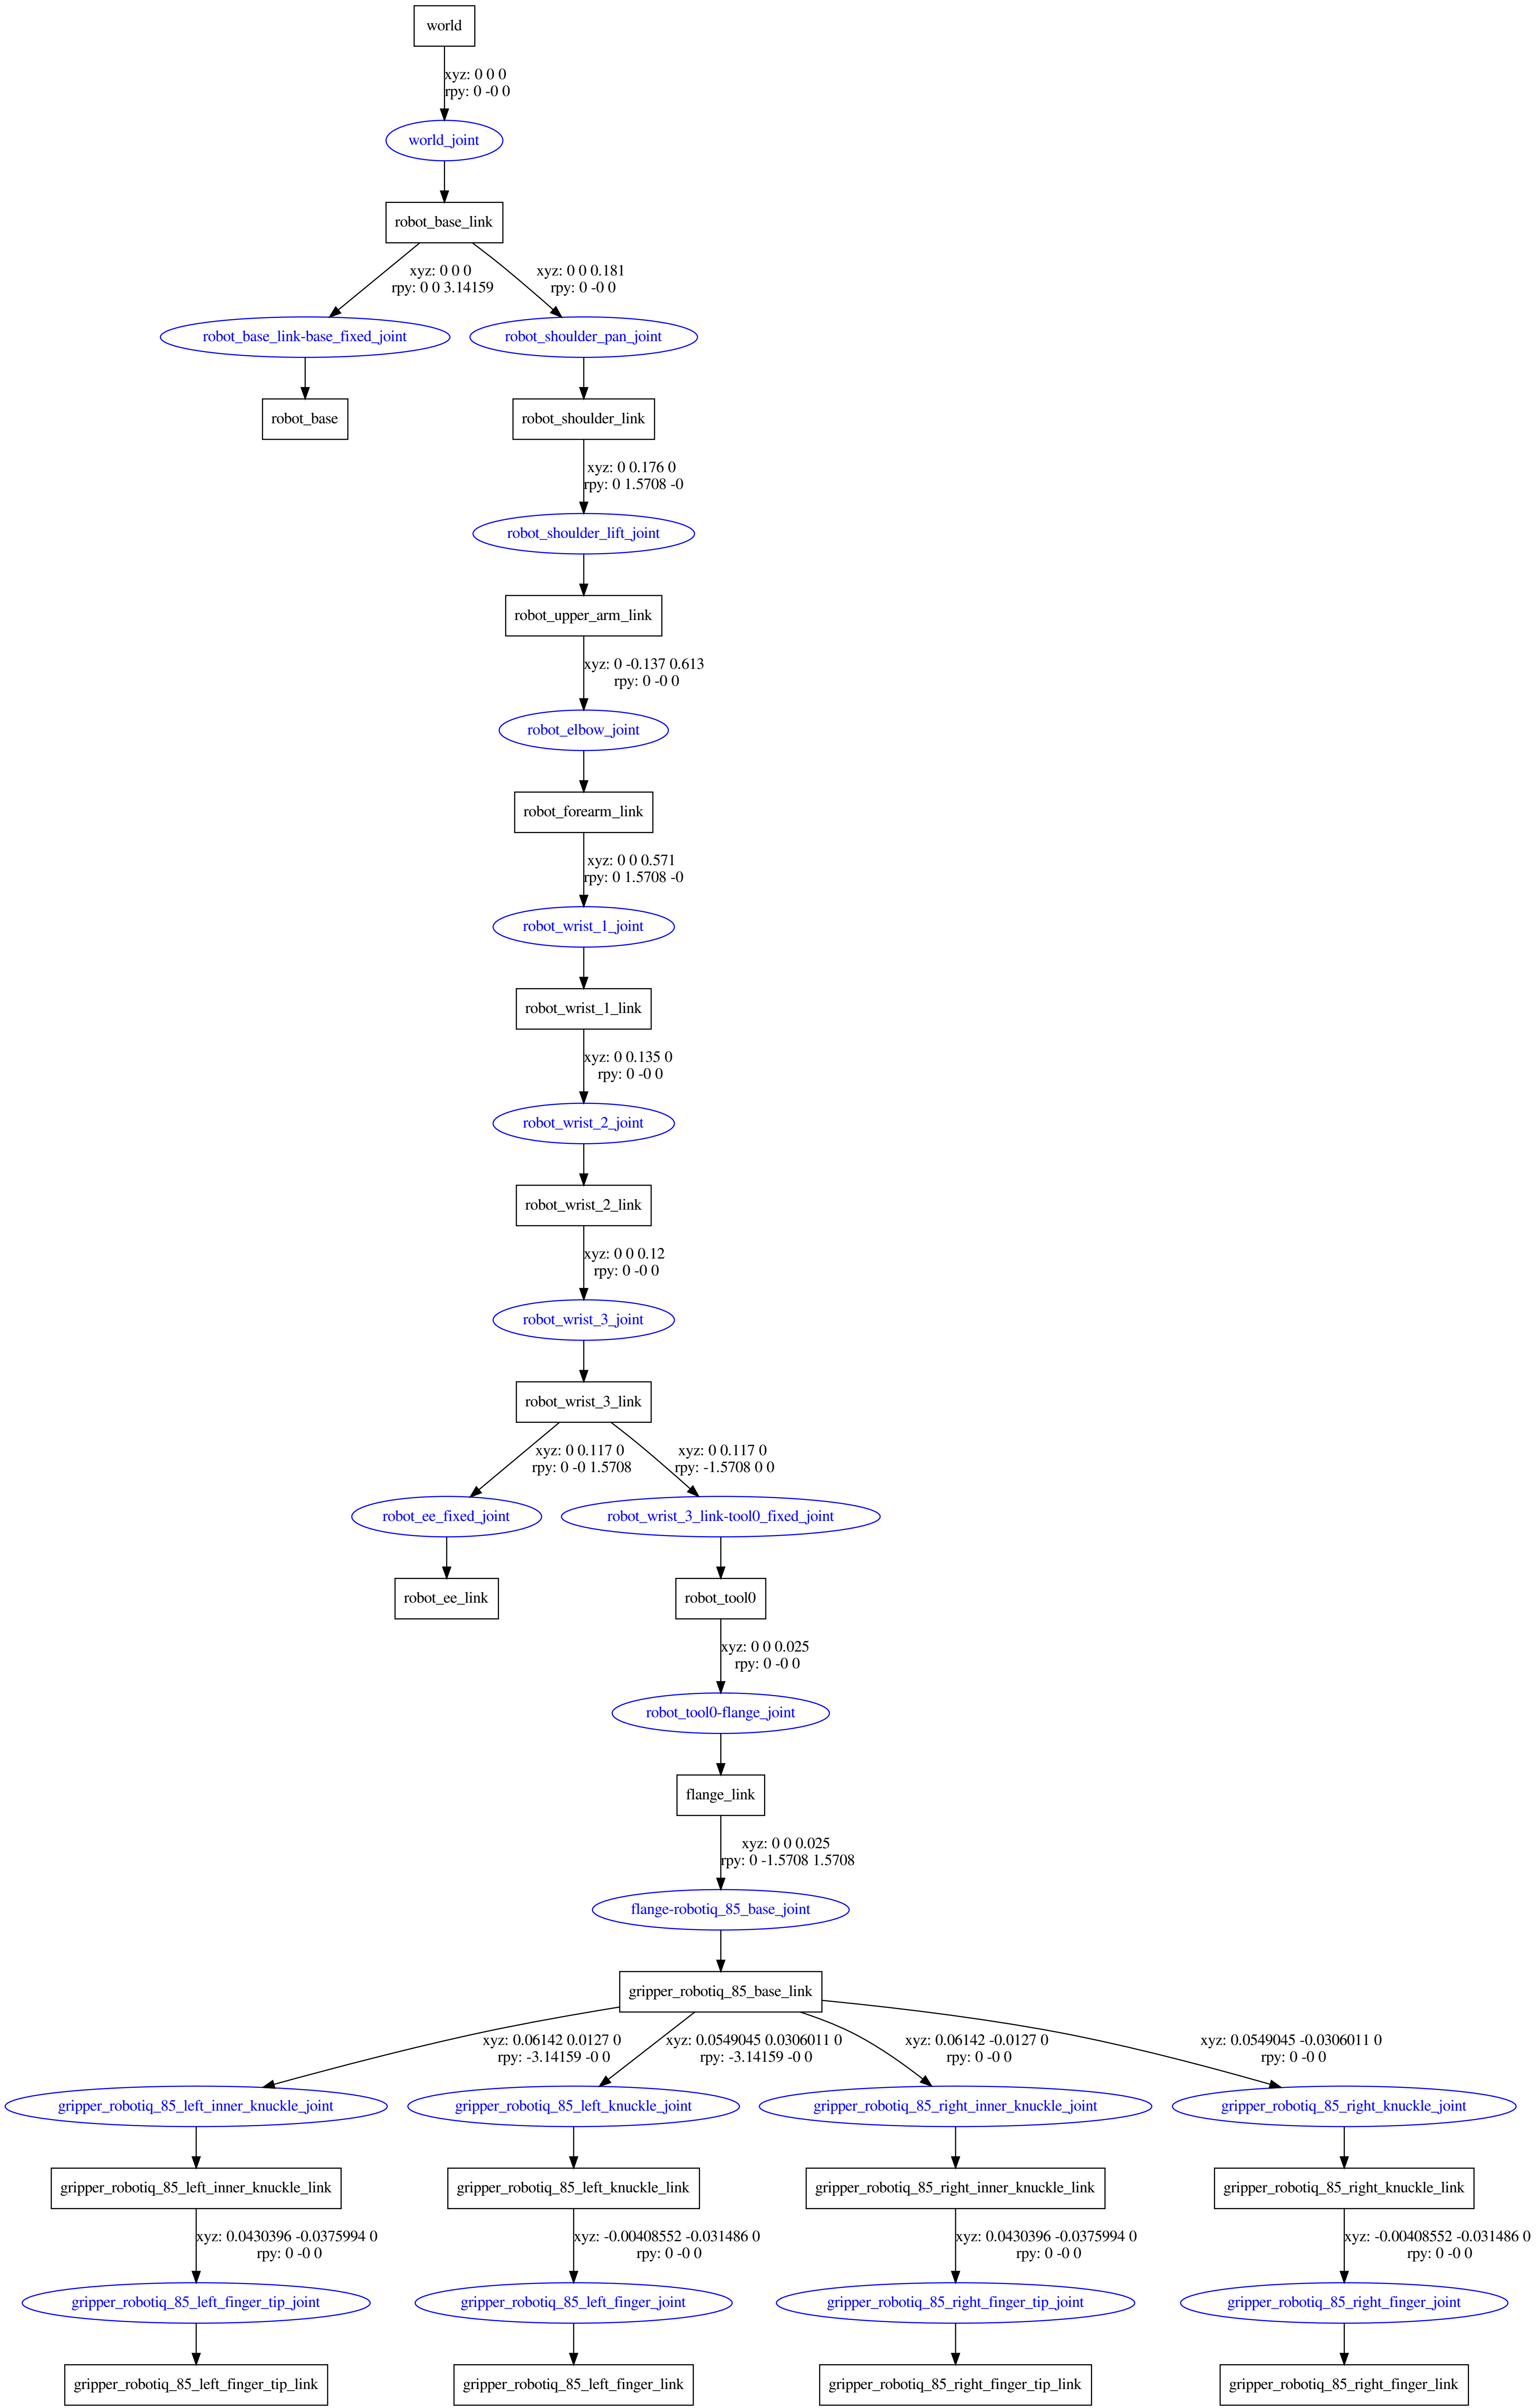 world
xyz: 0 0 0
rpy: 0 -0 0
world_joint
robot_base_link
xyz: 0 0 0
rpy: 0 0 3.14159
xyz: 0 0 0.181
rpy: 0 -0 0
robot_base_link-base_fixed_joint
robot_shoulder_pan_joint
robot_base
robot_shoulder_link
xyz: 0 0.176 0
rpy: 0 1.5708 -0
robot_shoulder_lift_joint
robot_upper_arm_link
xyz: 0 -0.137 0.613
rpy: 0 -0 0
robot_elbow_joint
robot_forearm_link
xyz: 0 0 0.571
rpy: 0 1.5708 -0
robot_wrist_1_joint
robot_wrist_1_link
xyz: 0 0.135 0
rpy: 0 -0 0
robot_wrist_2_joint
robot_wrist_2_link
xyz: 0 0 0.12
rpy: 0 -0 0
robot_wrist_3_joint
robot_wrist_3_link
xyz: 0 0.117 0
rpy: 0 -0 1.5708
xyz: 0 0.117 0
rpy: -1.5708 0 0
robot_ee_fixed_joint
robot_wrist_3_link-tool0_fixed_joint
robot_ee_link
robot_tool0
xyz: 0 0 0.025
rpy: 0 -0 0
robot_tool0-flange_joint
flange_link
xyz: 0 0 0.025
rpy: 0 -1.5708 1.5708
flange-robotiq_85_base_joint
gripper_robotiq_85_base_link
xyz: 0.06142 0.0127 0
rpy: -3.14159 -0 0
xyz: 0.0549045 0.0306011 0
rpy: -3.14159 -0 0
xyz: 0.06142 -0.0127 0
rpy: 0 -0 0
xyz: 0.0549045 -0.0306011 0
rpy: 0 -0 0
gripper_robotiq_85_left_inner_knuckle_joint
gripper_robotiq_85_left_knuckle_joint
gripper_robotiq_85_right_inner_knuckle_joint
gripper_robotiq_85_right_knuckle_joint
gripper_robotiq_85_left_inner_knuckle_link
gripper_robotiq_85_left_knuckle_link
gripper_robotiq_85_right_inner_knuckle_link
gripper_robotiq_85_right_knuckle_link
xyz: 0.0430396 -0.0375994 0
rpy: 0 -0 0
xyz: -0.00408552 -0.031486 0
rpy: 0 -0 0
xyz: 0.0430396 -0.0375994 0
rpy: 0 -0 0
xyz: -0.00408552 -0.031486 0
rpy: 0 -0 0
gripper_robotiq_85_left_finger_tip_joint
gripper_robotiq_85_left_finger_joint
gripper_robotiq_85_right_finger_tip_joint
gripper_robotiq_85_right_finger_joint
gripper_robotiq_85_left_finger_tip_link
gripper_robotiq_85_left_finger_link
gripper_robotiq_85_right_finger_tip_link
gripper_robotiq_85_right_finger_link